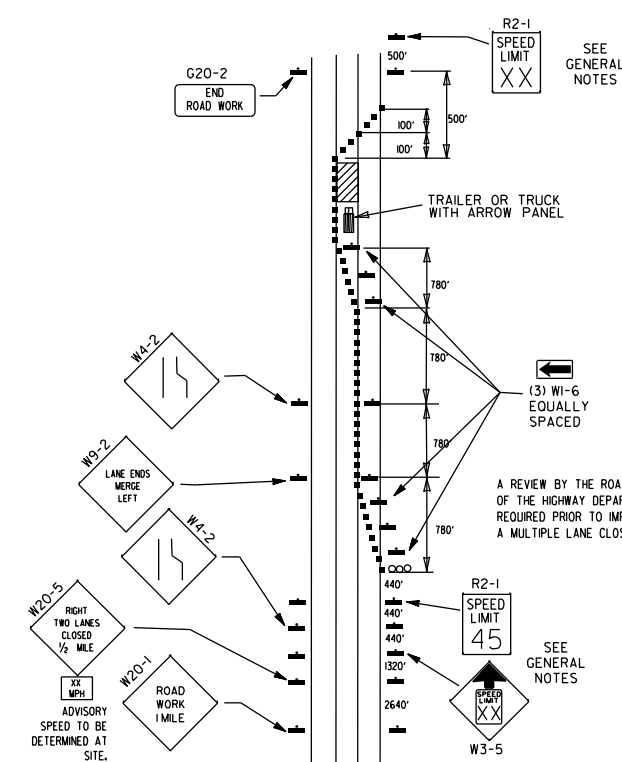 R2-1
SPEED
LIMIT
XX
SEE
GENERAL
NOTES
500'
G20-2
END
ROAD WORK
100'
500'
100'
TRAILER OR TRUCK
WITH ARROW PANEL
780'
780'
W4-2
(3) W1-6
EQUALLY
SPACED
780'
W9-2
LANE ENDS
MERGE
LEFT
A REVIEW BY THE
OF THE HIGHWAY
REQUIRED PRIOR TO
A MULTIPLE LANE
780'
W4-2
440'
R2-1
SPEED
LIMIT
45
440'
W20-5
RIGHT
TWO LANES
CLOSED
1/2 MILE
440'
SEE
GENERAL
NOTES
1320'
XX
MPH
ADVISORY
SPEED TO BE
DETERMINED AT
SITE.
W20-1
ROAD
WORK
1 MILE
2640'
SPEED
LIMIT
XX
W3-5